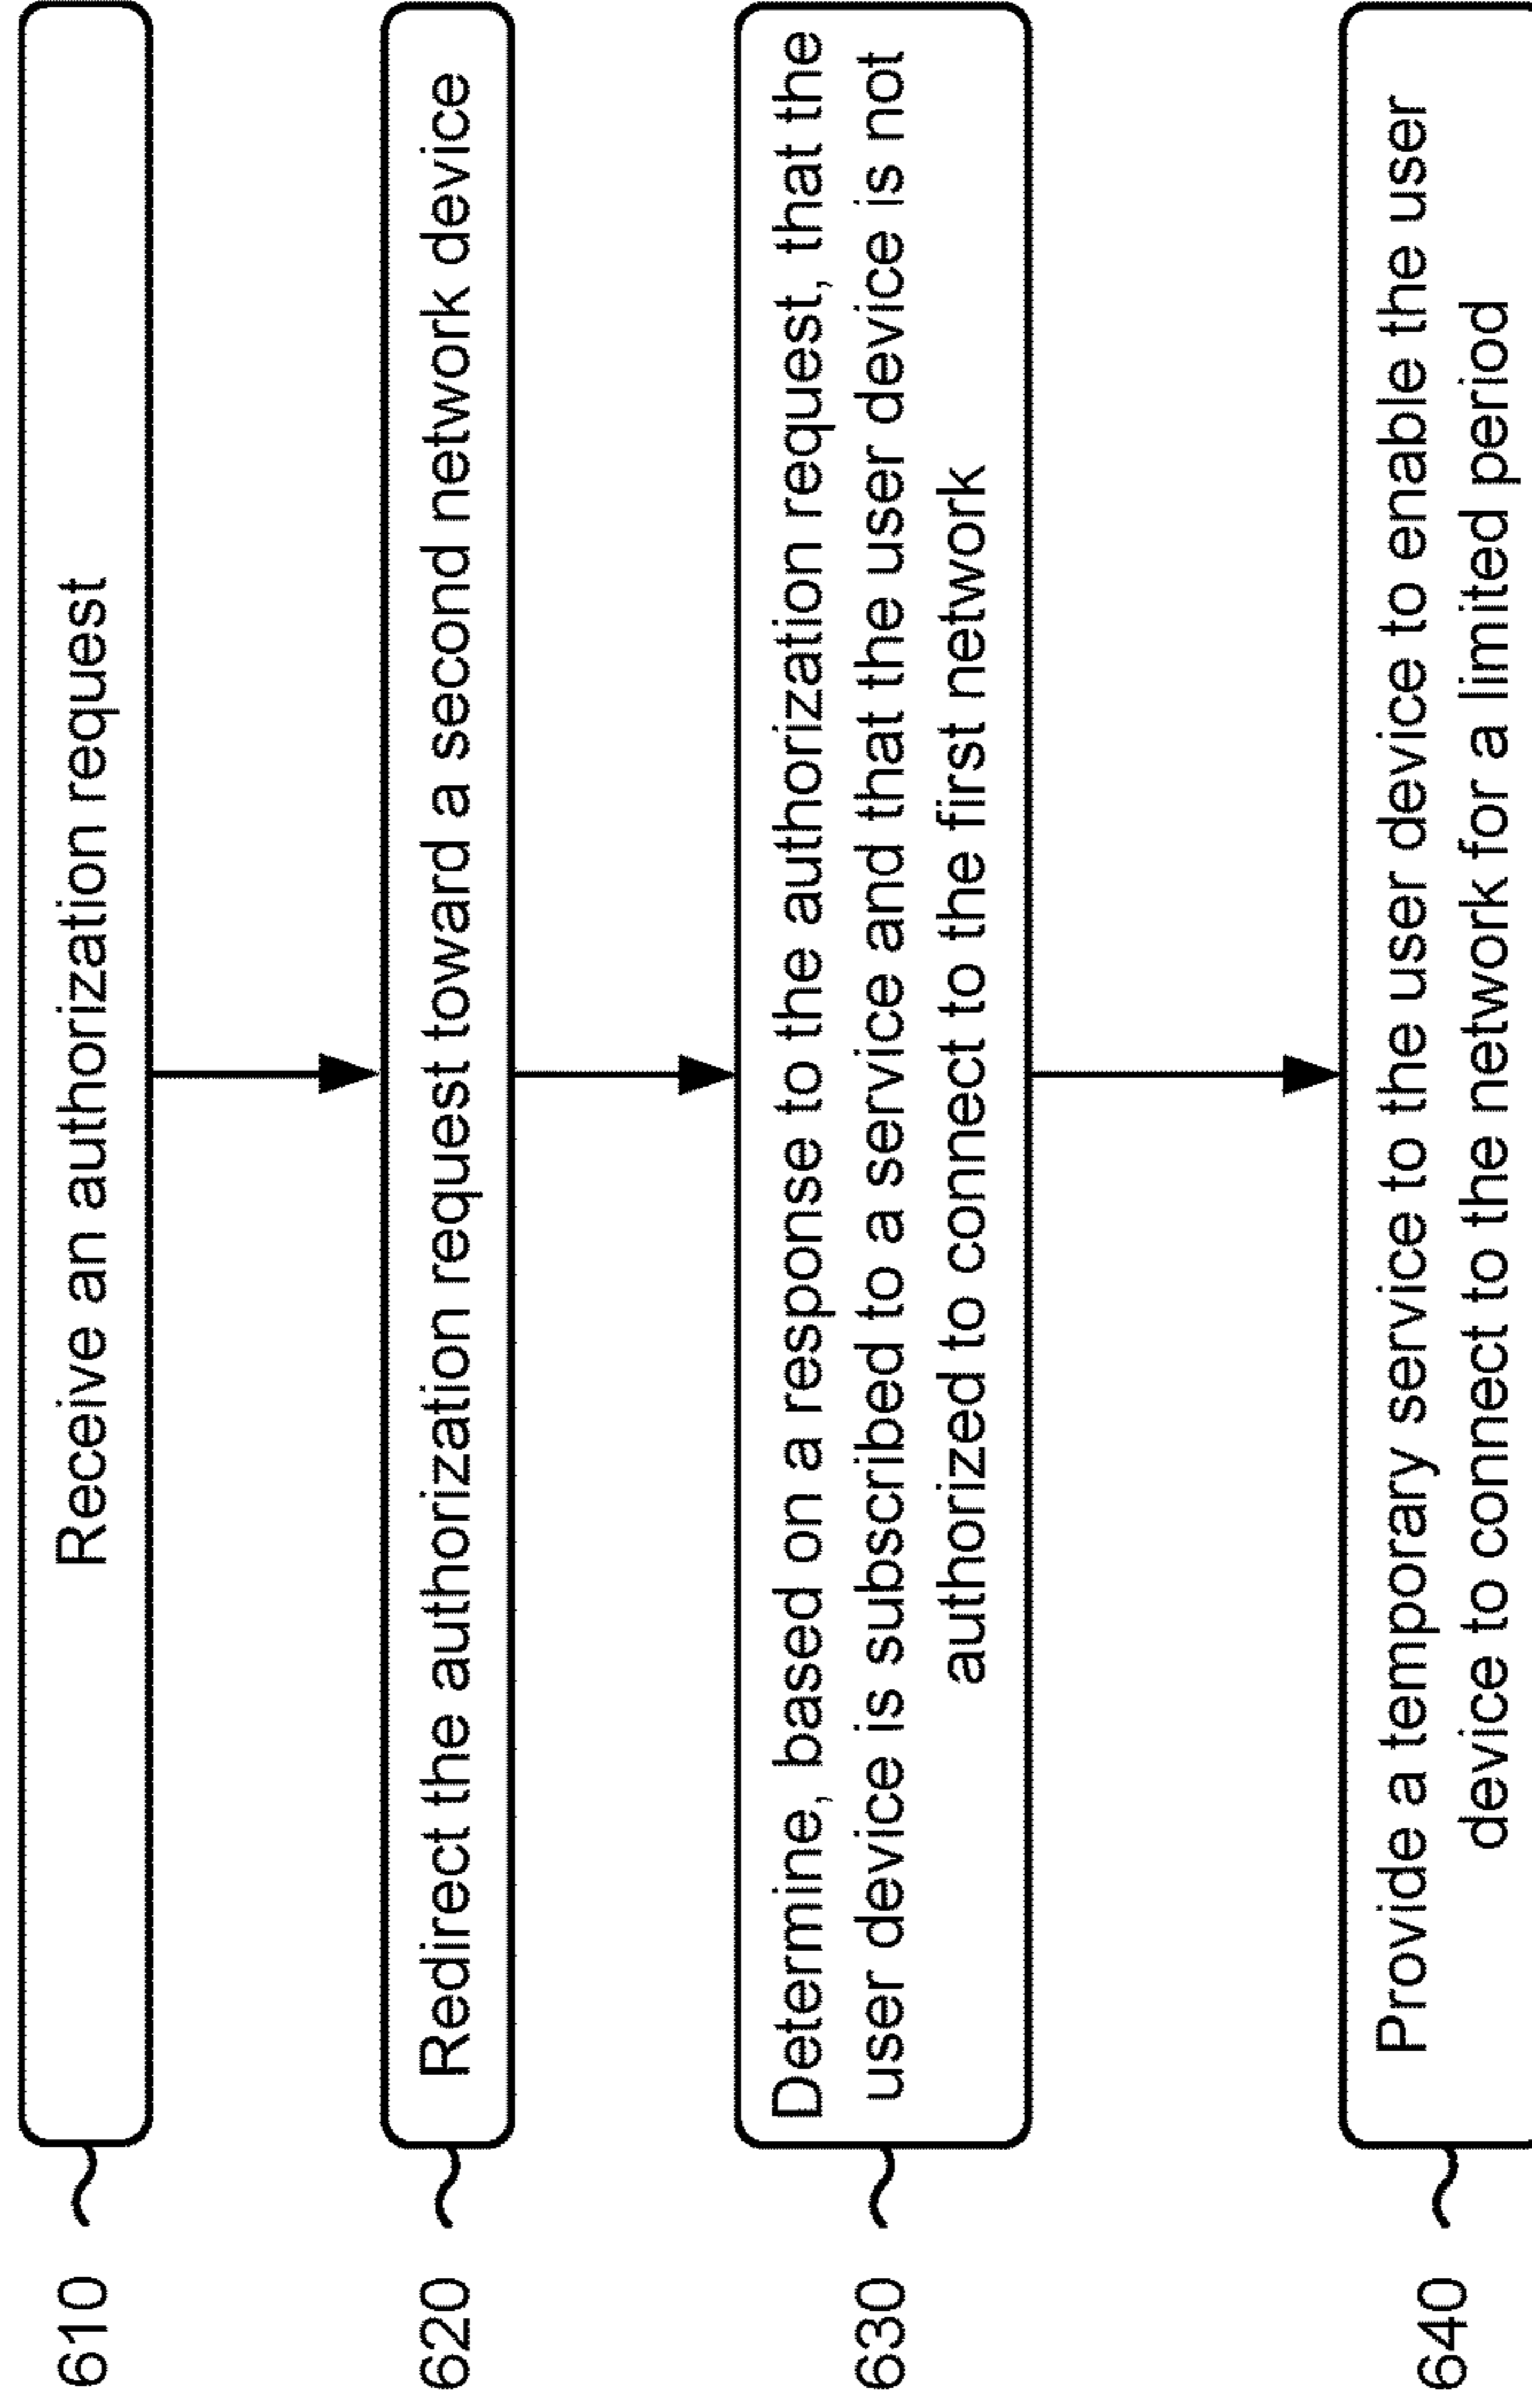 610
Receive an authorization request
620
Redirect the authorization request toward a second network device
630
Determine, based on a response to the authorization request, that the
user device is subscribed to a service and that the user device is not
authorized to connect to the first network
640
Provide a temporary service to the user device to enable the user
device to connect to the network for a limited period